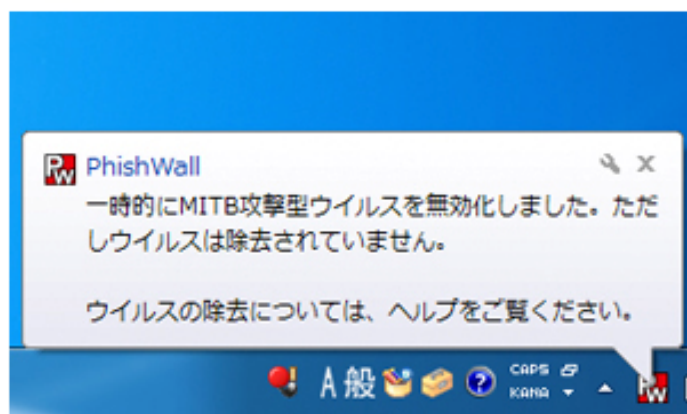 PhishWall
一時的にMITB攻撃型ウイルスを無効化しました。ただ
しウイルスは除去されていません。
ウイルスの除去については、ヘルプをご覧ください。
A 般 CAPS
KANA